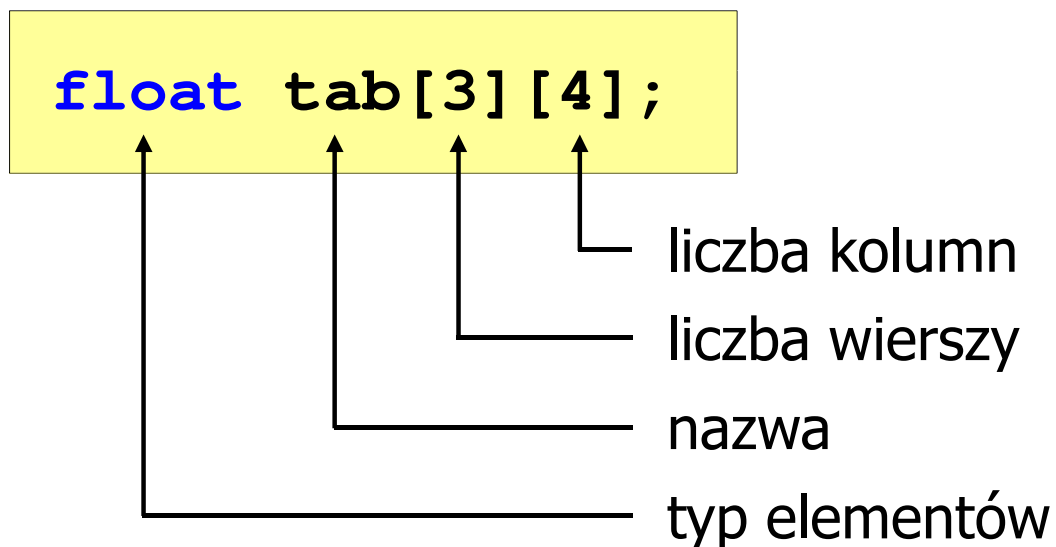 float tab[3][4];
liczba kolumn
liczba wierszy
nazwa
typ elementów